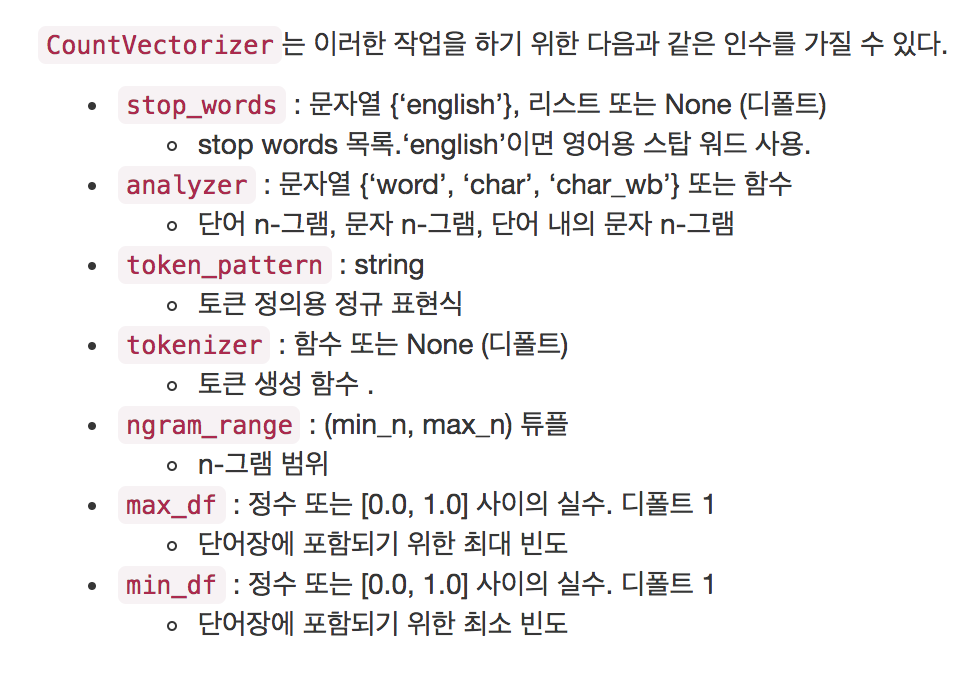 CountVectorizer는 이러한 작업을 하기 위한 다음과 같은 인수를 가질 수 있다.
• stop_words : 문자열 {‘english’}, 리스트 또는 None (디폴트)
◦ stop words 목록.‘english’이면 영어용 스탑 워드 사용.
• analyzer : 문자열 {‘word’, ‘char’, ‘char_wb’} 또는 함수
◦ 단어 n-그램, 문자 n-그램, 단어 내의 문자 n-그램
• token_pattern : string
◦ 토큰 정의용 정규 표현식
• tokenizer : 함수 또는 None (디폴트)
◦ 토큰 생성 함수 .
• ngram_range : (min_n, max_n) 튜플
◦ n-그램 범위
• max_df : 정수 또는 [0.0, 1.0] 사이의 실수. 디폴트 1
◦ 단어장에 포함되기 위한 최대 빈도
• min_df : 정수 또는 [0.0, 1.0] 사이의 실수. 디폴트 1
◦ 단어장에 포함되기 위한 최소 빈도